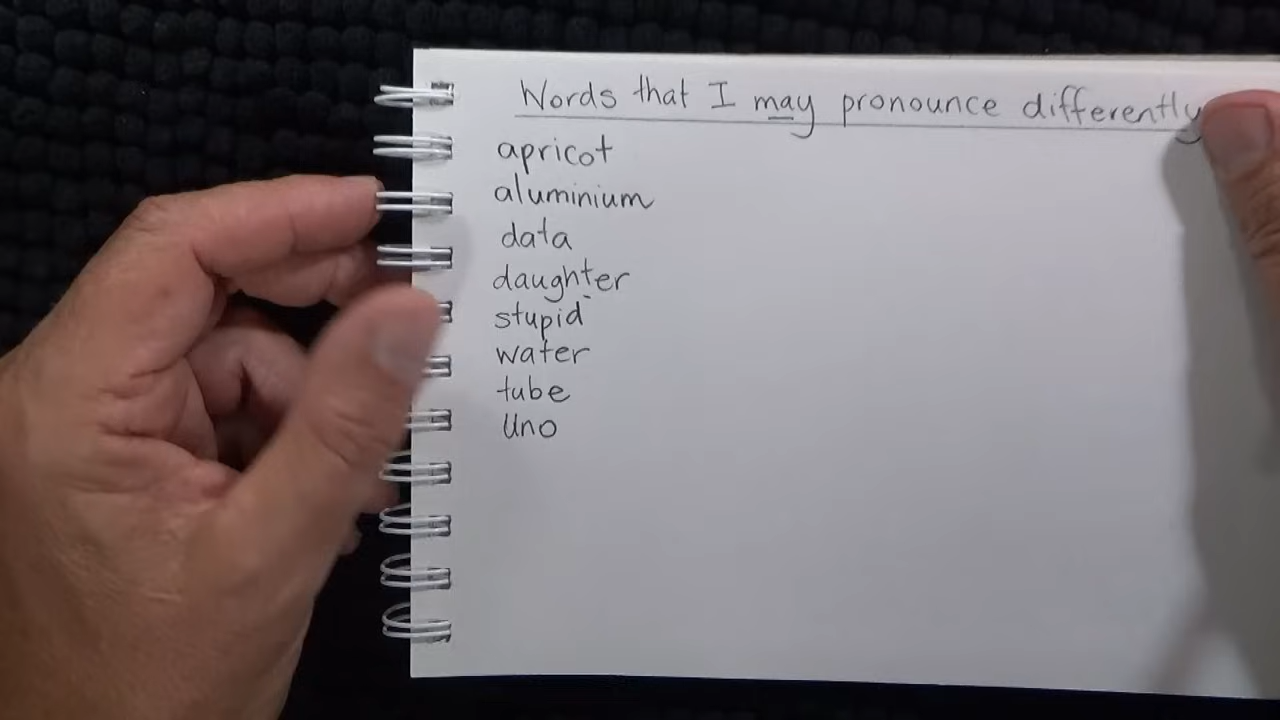 Words that I may pronounce differently
apricot
aluminium
data
daughter
stupid
water
tube
Uno